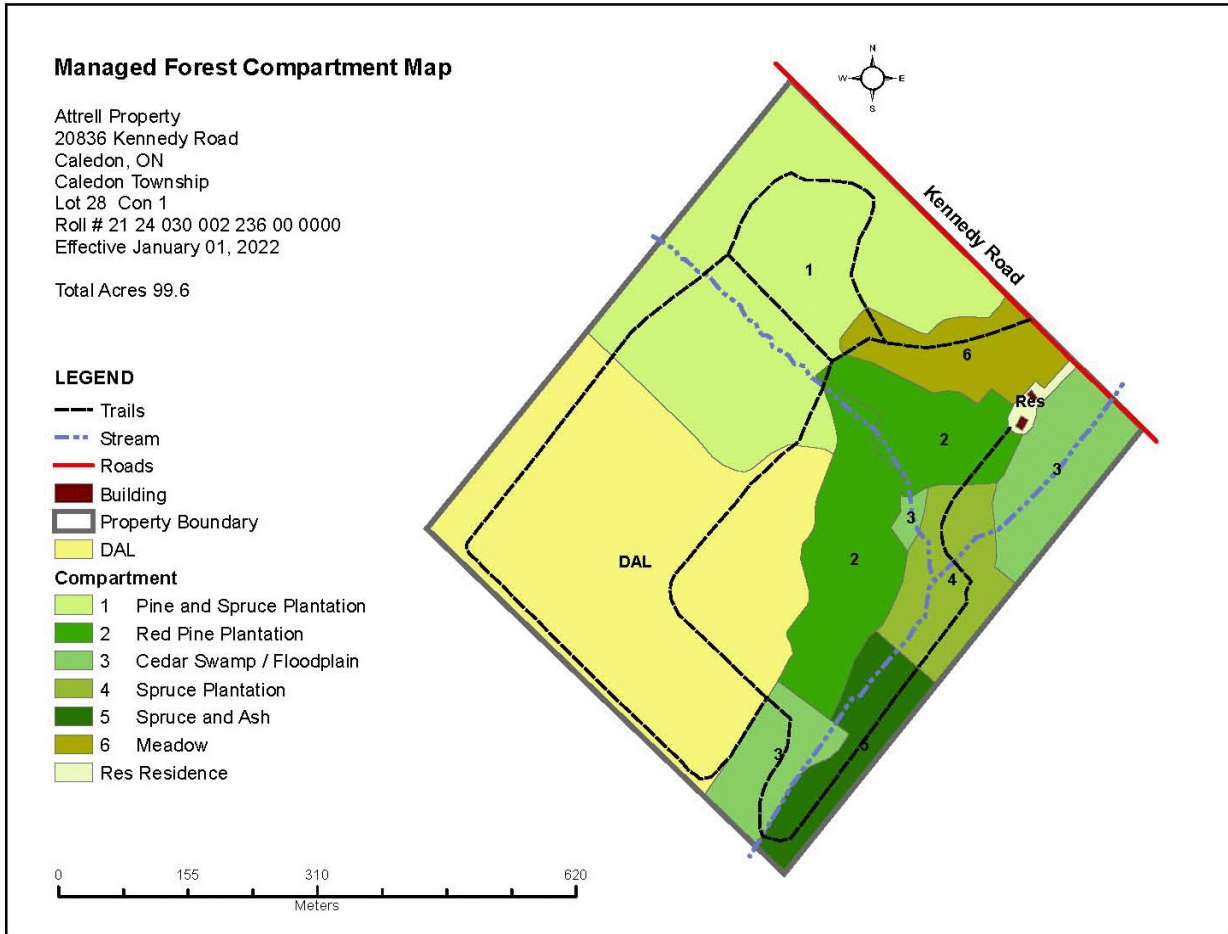 Managed Forest Compartment Map
Attrell Property
20836 Kennedy Road
Caledon, ON
Caledon Township
Lot 28 Con 1
Roll # 21 24 030 002 236 00 0000
Effective January 01, 2022
Total Acres 99.6
LEGEND
Trails
Stream
Roads
Building
Property Boundary
DAL
Compartment
1 Pine and Spruce Plantation
2 Red Pine Plantation
3 Cedar Swamp / Floodplain
4 Spruce Plantation
5 Spruce and Ash
6 Meadow
Res Residence
0 155 310 620
Meters
N
W E
S
Kennedy Road
1
6
Res
2
3
3
DAL
2
4
3
5